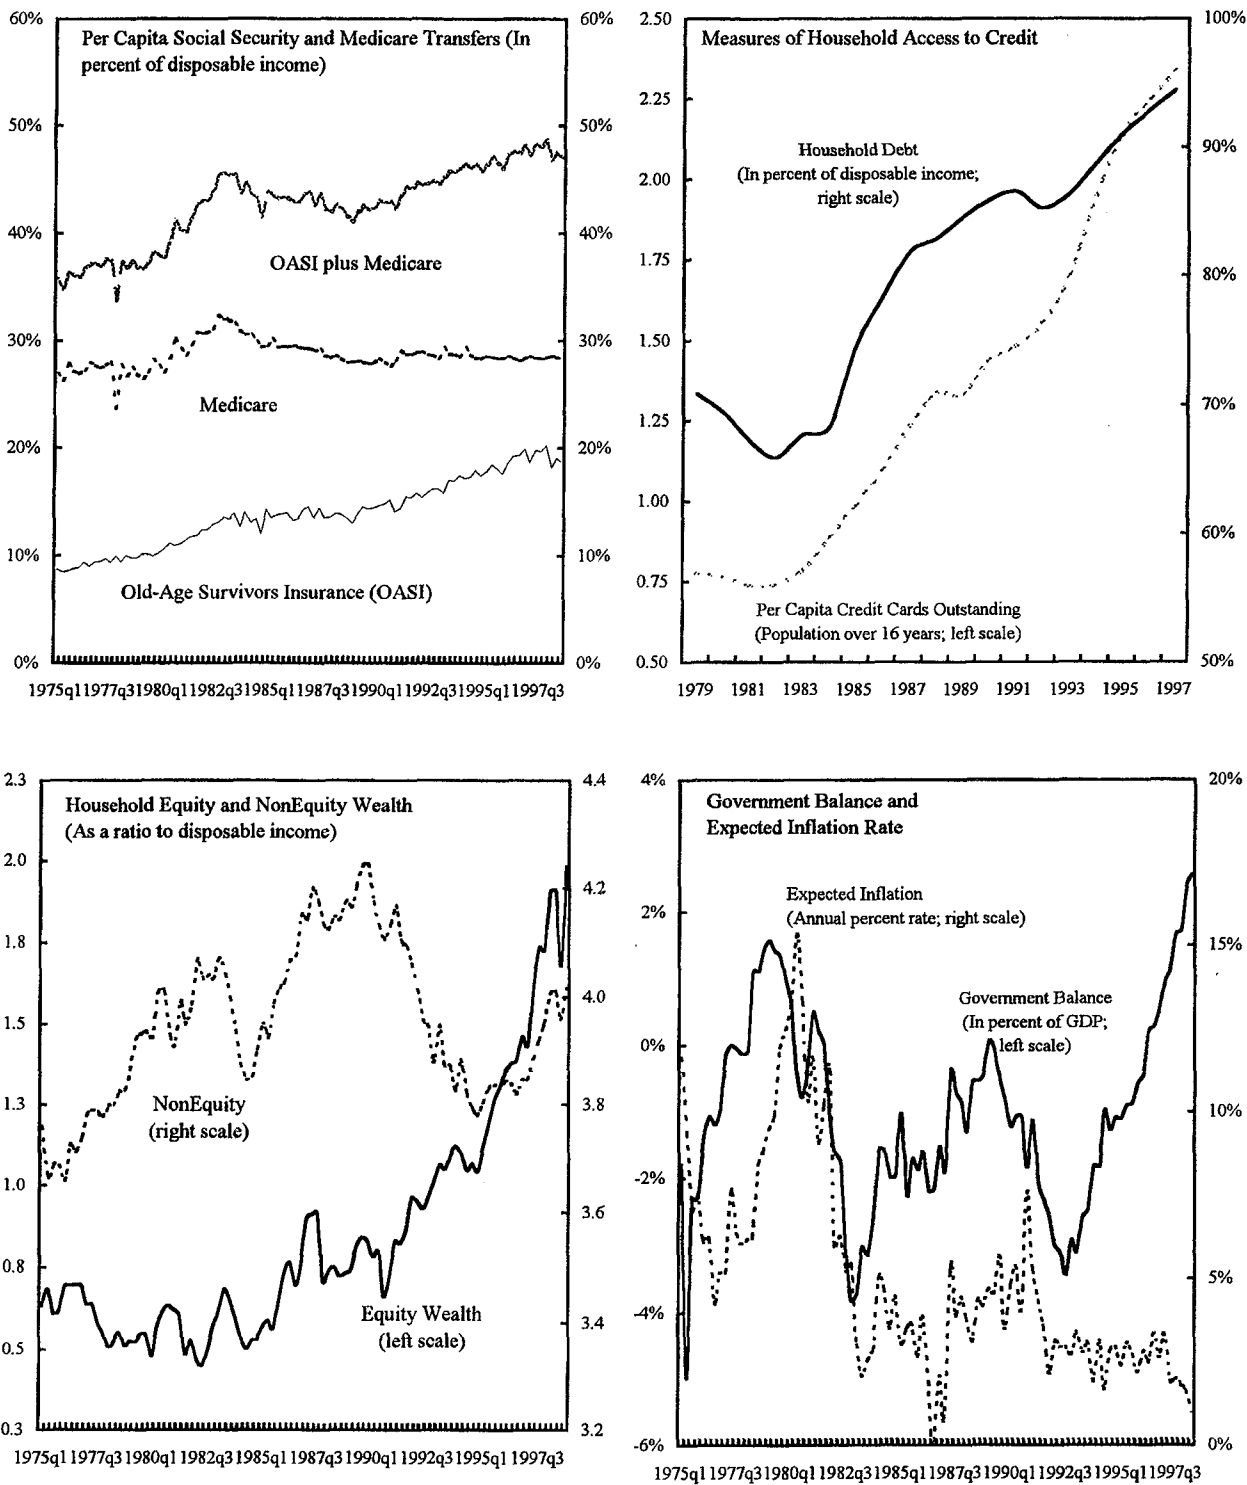 Per Capita Social Security and Medicare Transfers (In
percent of disposable income)
60%
50%
40%
30%
20%
10%
0%
60%
50%
40%
30%
20%
10%
0%
OASI plus Medicare
Medicare
Old-Age Survivors Insurance (OASI)
1975q1 1977q3 1980q1 1982q3 1985q1 1987q3 1990q1 1992q3 1995q1 1997q3
Measures of Household Access to Credit
2.50
2.25
2.00
1.75
1.50
1.25
1.00
0.75
0.50
100%
90%
80%
70%
60%
50%
Household Debt
(In percent of disposable income;
right scale)
Per Capita Credit Cards Outstanding
(Population over 16 years; left scale)
1979 1981 1983 1985 1987 1989 1991 1993 1995 1997
Household Equity and NonEquity Wealth
(As a ratio to disposable income)
2.3
2.0
1.8
1.5
1.3
1.0
0.8
0.5
0.3
4.4
4.2
4.0
3.8
3.6
3.4
3.2
NonEquity
(right scale)
Equity Wealth
(left scale)
1975q1 1977q3 1980q1 1982q3 1985q1 1987q3 1990q1 1992q3 1995q1 1997q3
Government Balance and
Expected Inflation Rate
4%
2%
0%
-2%
-4%
-6%
20%
15%
10%
5%
0%
Expected Inflation
(Annual percent rate; right scale)
Government Balance
(In percent of GDP;
left scale)
1975q1 1977q3 1980q1 1982q3 1985q1 1987q3 1990q1 1992q3 1995q1 1997q3